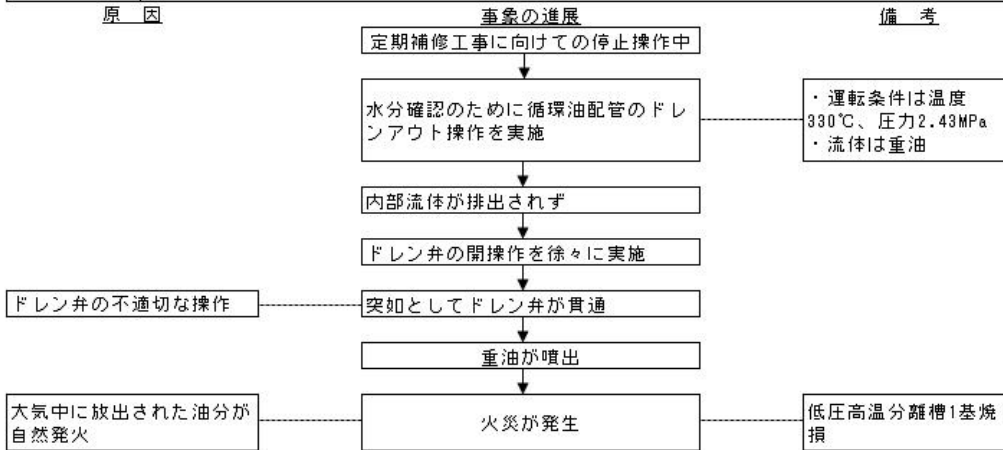 原　因
事象の進展
備　考
定期補修工事に向けての停止操作中
水分確認のために循環油配管のドレ
ンアウト操作を実施
・運転条件は温度
330℃、圧力2.43MPa
・流体は重油
内部流体が排出されず
ドレン弁の開操作を徐々に実施
ドレン弁の不適切な操作
突如としてドレン弁が貫通
重油が噴出
大気中に放出された油分が
自然発火
火災が発生
低圧高温分離槽1基焼
損